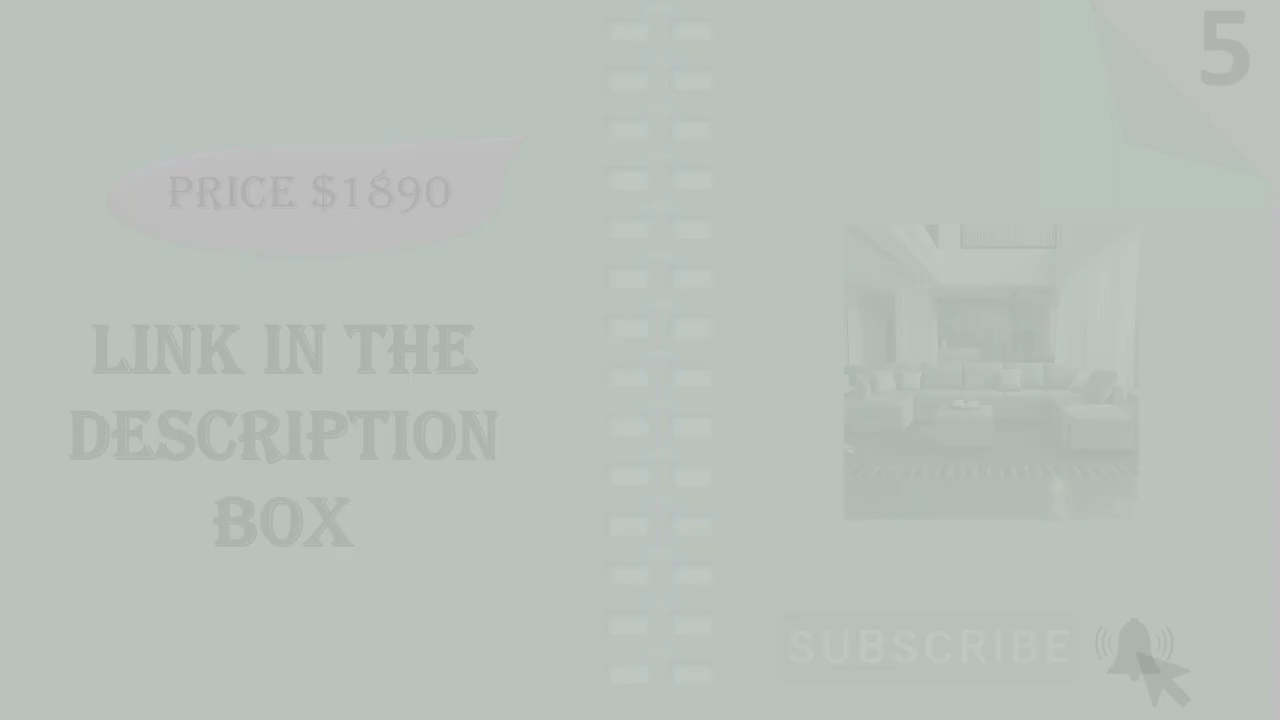 5
PRICE $1890
LINK IN THE
DESCRIPTION
BOX
SUBSCRIBE